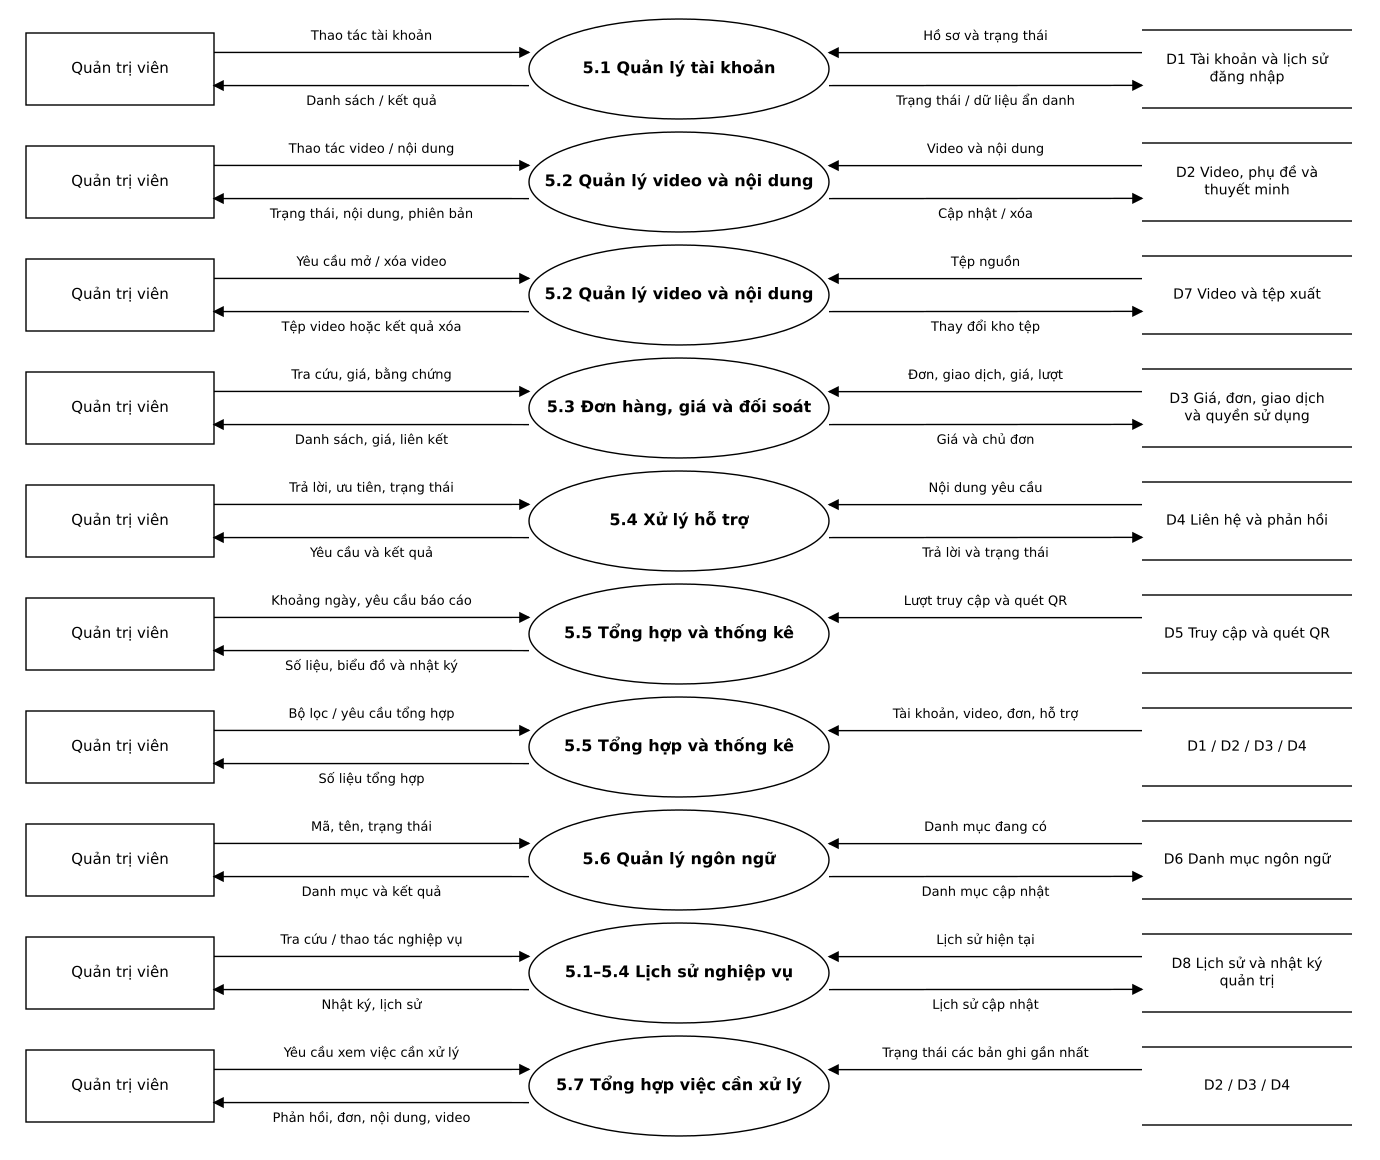 Thao tác tài khoản
Hồ sơ và trạng thái
Quản trị viên
5.1 Quản lý tài khoản
D1 Tài khoản và lịch sử
đăng nhập
Danh sách / kết quả
Trạng thái / dữ liệu ẩn danh
Thao tác video / nội dung
Video và nội dung
Quản trị viên
5.2 Quản lý video và nội dung
D2 Video, phụ đề và
thuyết minh
Trạng thái, nội dung, phiên bản
Cập nhật / xóa
Yêu cầu mở / xóa video
Tệp nguồn
Quản trị viên
5.2 Quản lý video và nội dung
D7 Video và tệp xuất
Tệp video hoặc kết quả xóa
Thay đổi kho tệp
Tra cứu, giá, bằng chứng
Đơn, giao dịch, giá, lượt
Quản trị viên
5.3 Đơn hàng, giá và đối soát
D3 Giá, đơn, giao dịch
và quyền sử dụng
Danh sách, giá, liên kết
Giá và chủ đơn
Trả lời, ưu tiên, trạng thái
Nội dung yêu cầu
Quản trị viên
5.4 Xử lý hỗ trợ
D4 Liên hệ và phản hồi
Yêu cầu và kết quả
Trả lời và trạng thái
Khoảng ngày, yêu cầu báo cáo
Lượt truy cập và quét QR
Quản trị viên
5.5 Tổng hợp và thống kê
D5 Truy cập và quét QR
Số liệu, biểu đồ và nhật ký
Bộ lọc / yêu cầu tổng hợp
Tài khoản, video, đơn, hỗ trợ
Quản trị viên
5.5 Tổng hợp và thống kê
D1 / D2 / D3 / D4
Số liệu tổng hợp
Mã, tên, trạng thái
Danh mục đang có
Quản trị viên
5.6 Quản lý ngôn ngữ
D6 Danh mục ngôn ngữ
Danh mục và kết quả
Danh mục cập nhật
Tra cứu / thao tác nghiệp vụ
Lịch sử hiện tại
Quản trị viên
5.1–5.4 Lịch sử nghiệp vụ
D8 Lịch sử và nhật ký
quản trị
Nhật ký, lịch sử
Lịch sử cập nhật
Yêu cầu xem việc cần xử lý
Trạng thái các bản ghi gần nhất
Quản trị viên
5.7 Tổng hợp việc cần xử lý
D2 / D3 / D4
Phản hồi, đơn, nội dung, video